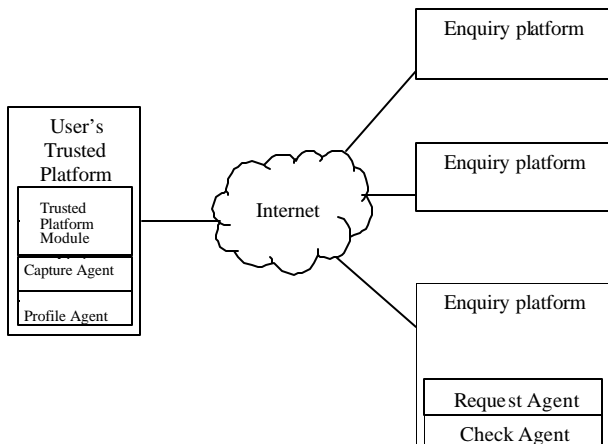 User's
Trusted
Platform
Trusted
Platform
Module
Capture Agent
Profile Agent
Internet
Enquiry platform
Enquiry platform
Enquiry platform
Request Agent
Check Agent